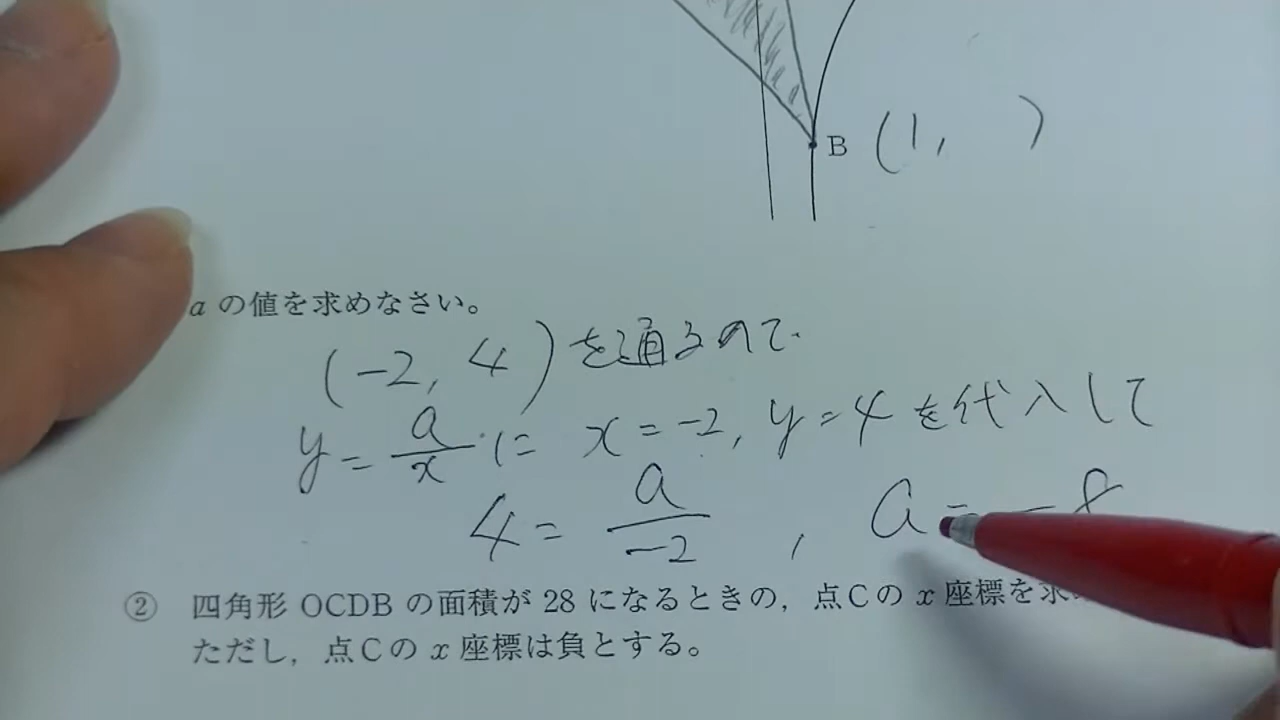 B (1,   )
a の値を求めなさい。
(-2, 4) を通るので
y = a/x に x = -2, y = 4 を代入して
4 = a/-2 , a = -8
② 四角形 OCDB の面積が 28 になるときの, 点Cの x 座標を求
ただし, 点Cの x 座標は負とする。